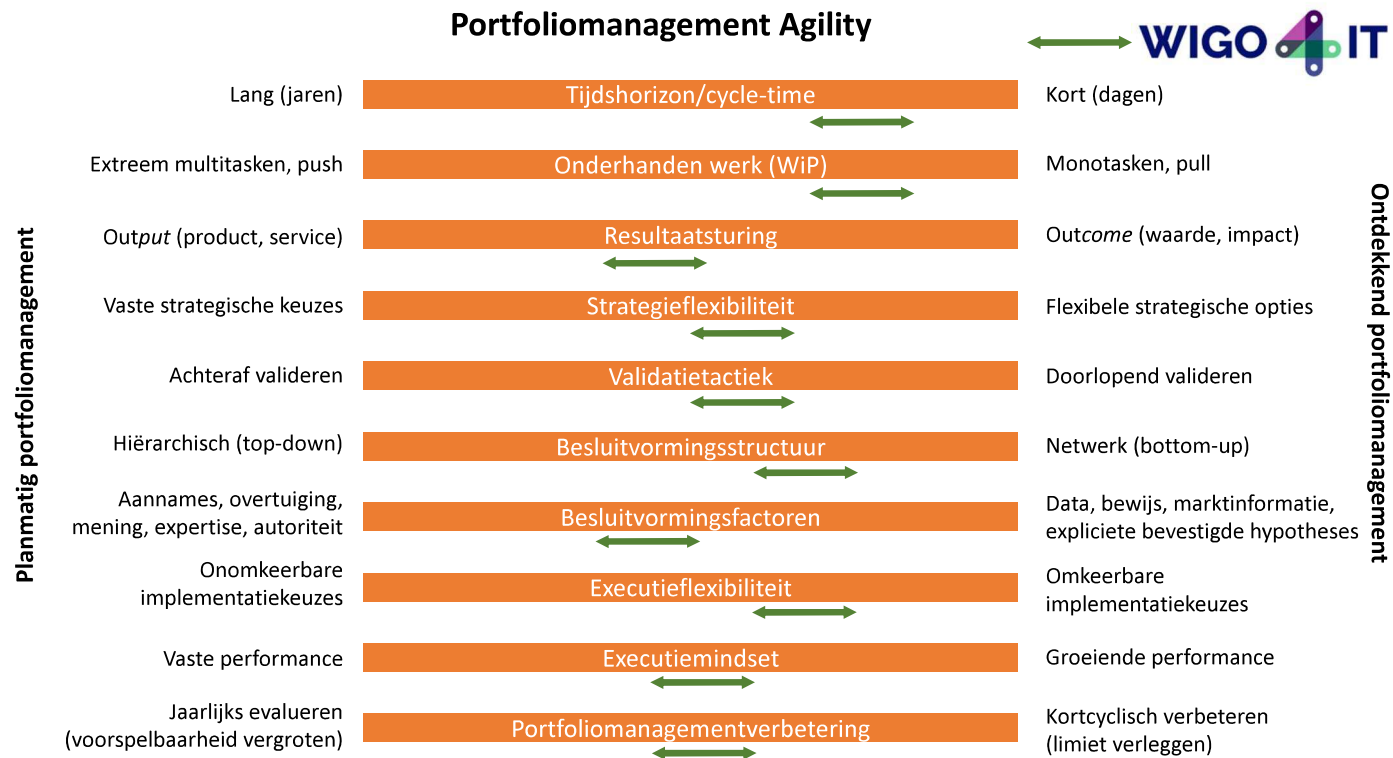 Portfoliomanagement Agility
WIGO 4 IT
Lang (jaren)
Tijdshorizon/cycle-time
Kort (dagen)
Extreem multitasken, push
Onderhanden werk (WiP)
Monotasken, pull
Output (product, service)
Resultaatsturing
Outcome (waarde, impact)
Vaste strategische keuzes
Strategieflexibiliteit
Flexibele strategische opties
Achteraf valideren
Validatietactiek
Doorlopend valideren
Hiërarchisch (top-down)
Besluitvormingsstructuur
Netwerk (bottom-up)
Aannames, overtuiging,
mening, expertise, autoriteit
Besluitvormingsfactoren
Data, bewijs, marktinformatie,
expliciete bevestigde hypotheses
Onomkeerbare
implementatiekeuzes
Executieflexibiliteit
Omkeerbare
implementatiekeuzes
Vaste performance
Executiemindset
Groeiende performance
Jaarlijks evalueren
(voorspelbaarheid vergroten)
Portfoliomanagementverbetering
Kortcyclisch verbeteren
(limiet verleggen)
Planmatig portfoliomanagement
Ontdekkend portfoliomanagement